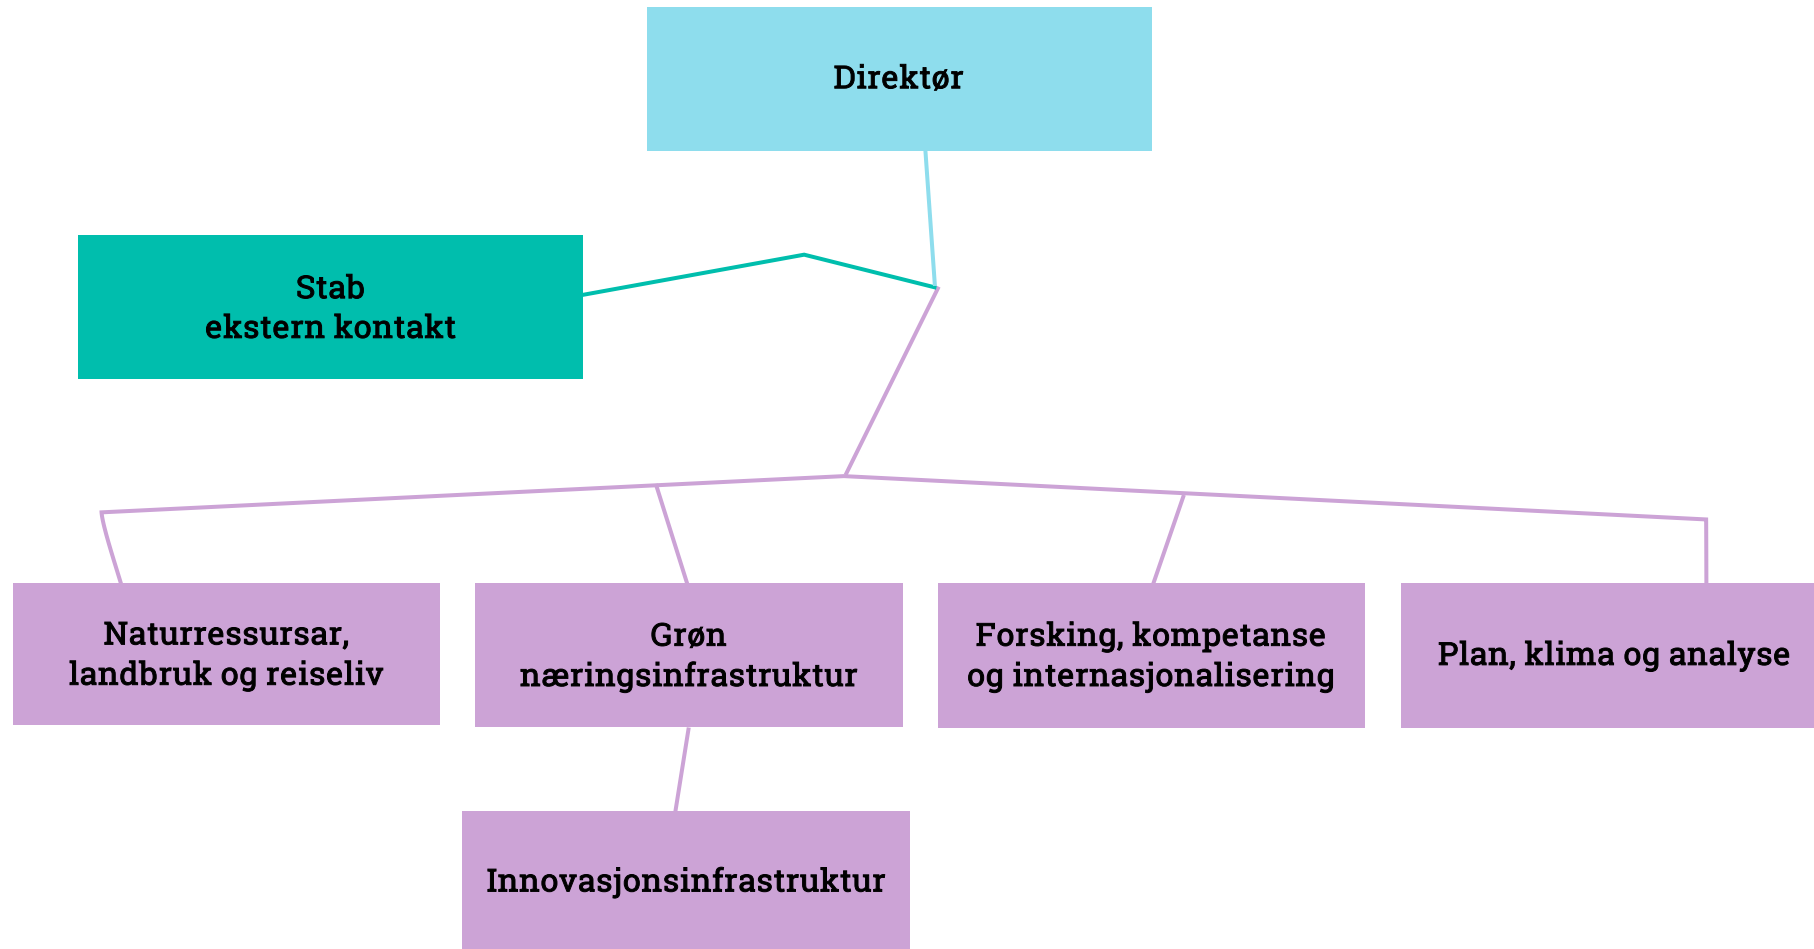 Direktør
Stab
ekstern kontakt
Naturressursar,
landbruk og reiseliv
Grøn
næringsinfrastruktur
Forsking, kompetanse
og internasjonalisering
Plan, klima og analyse
Innovasjonsinfrastruktur